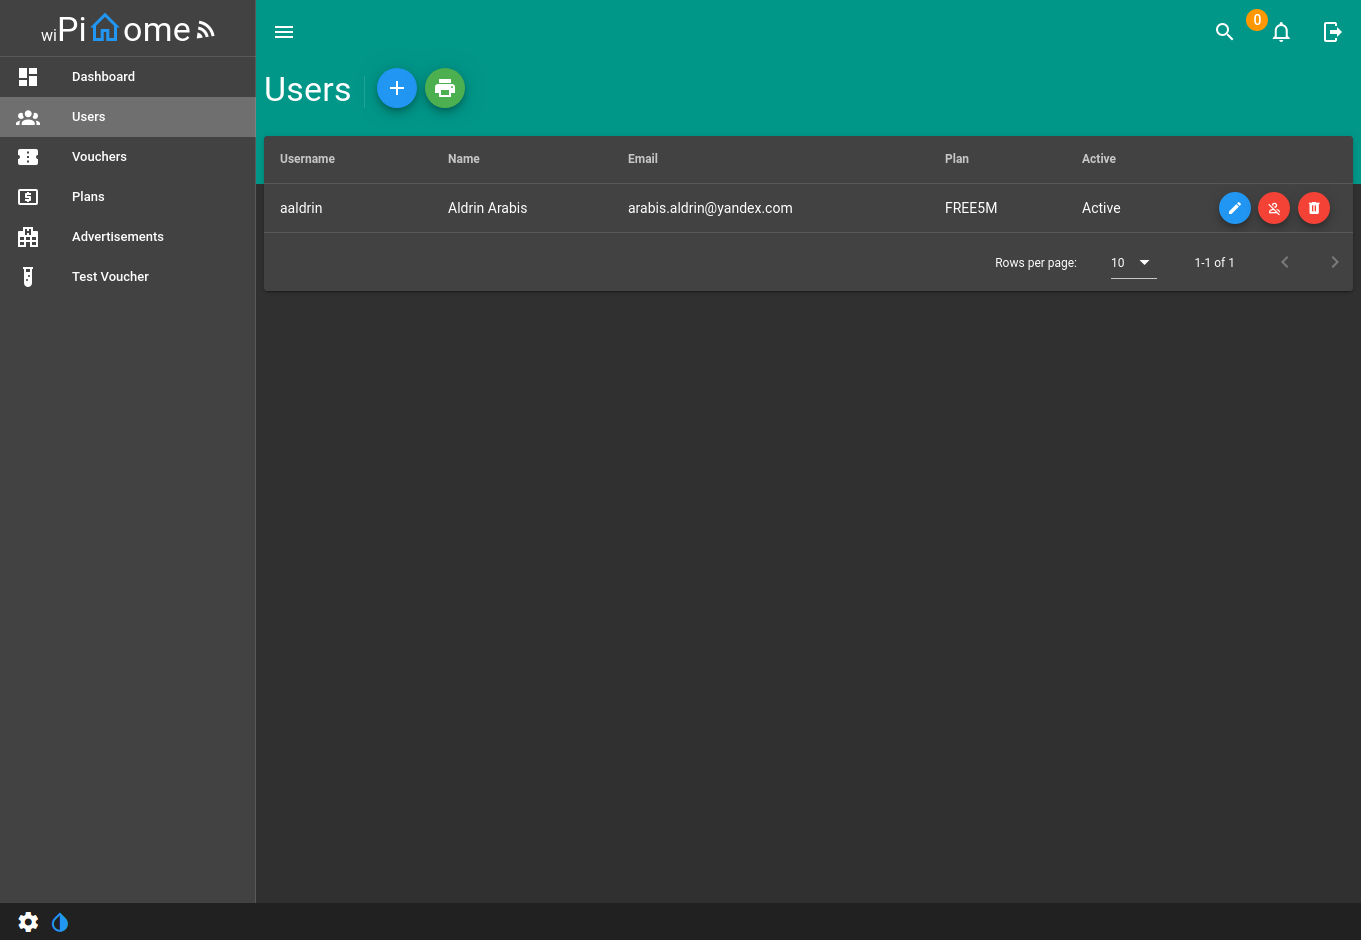 wiPi ome
0
Dashboard
Users
Vouchers
Plans
Advertisements
Test Voucher
Users
Username Name Email Plan Active
aaldrin Aldrin Arabis arabis.aldrin@yandex.com FREE5M Active
Rows per page: 10 1-1 of 1